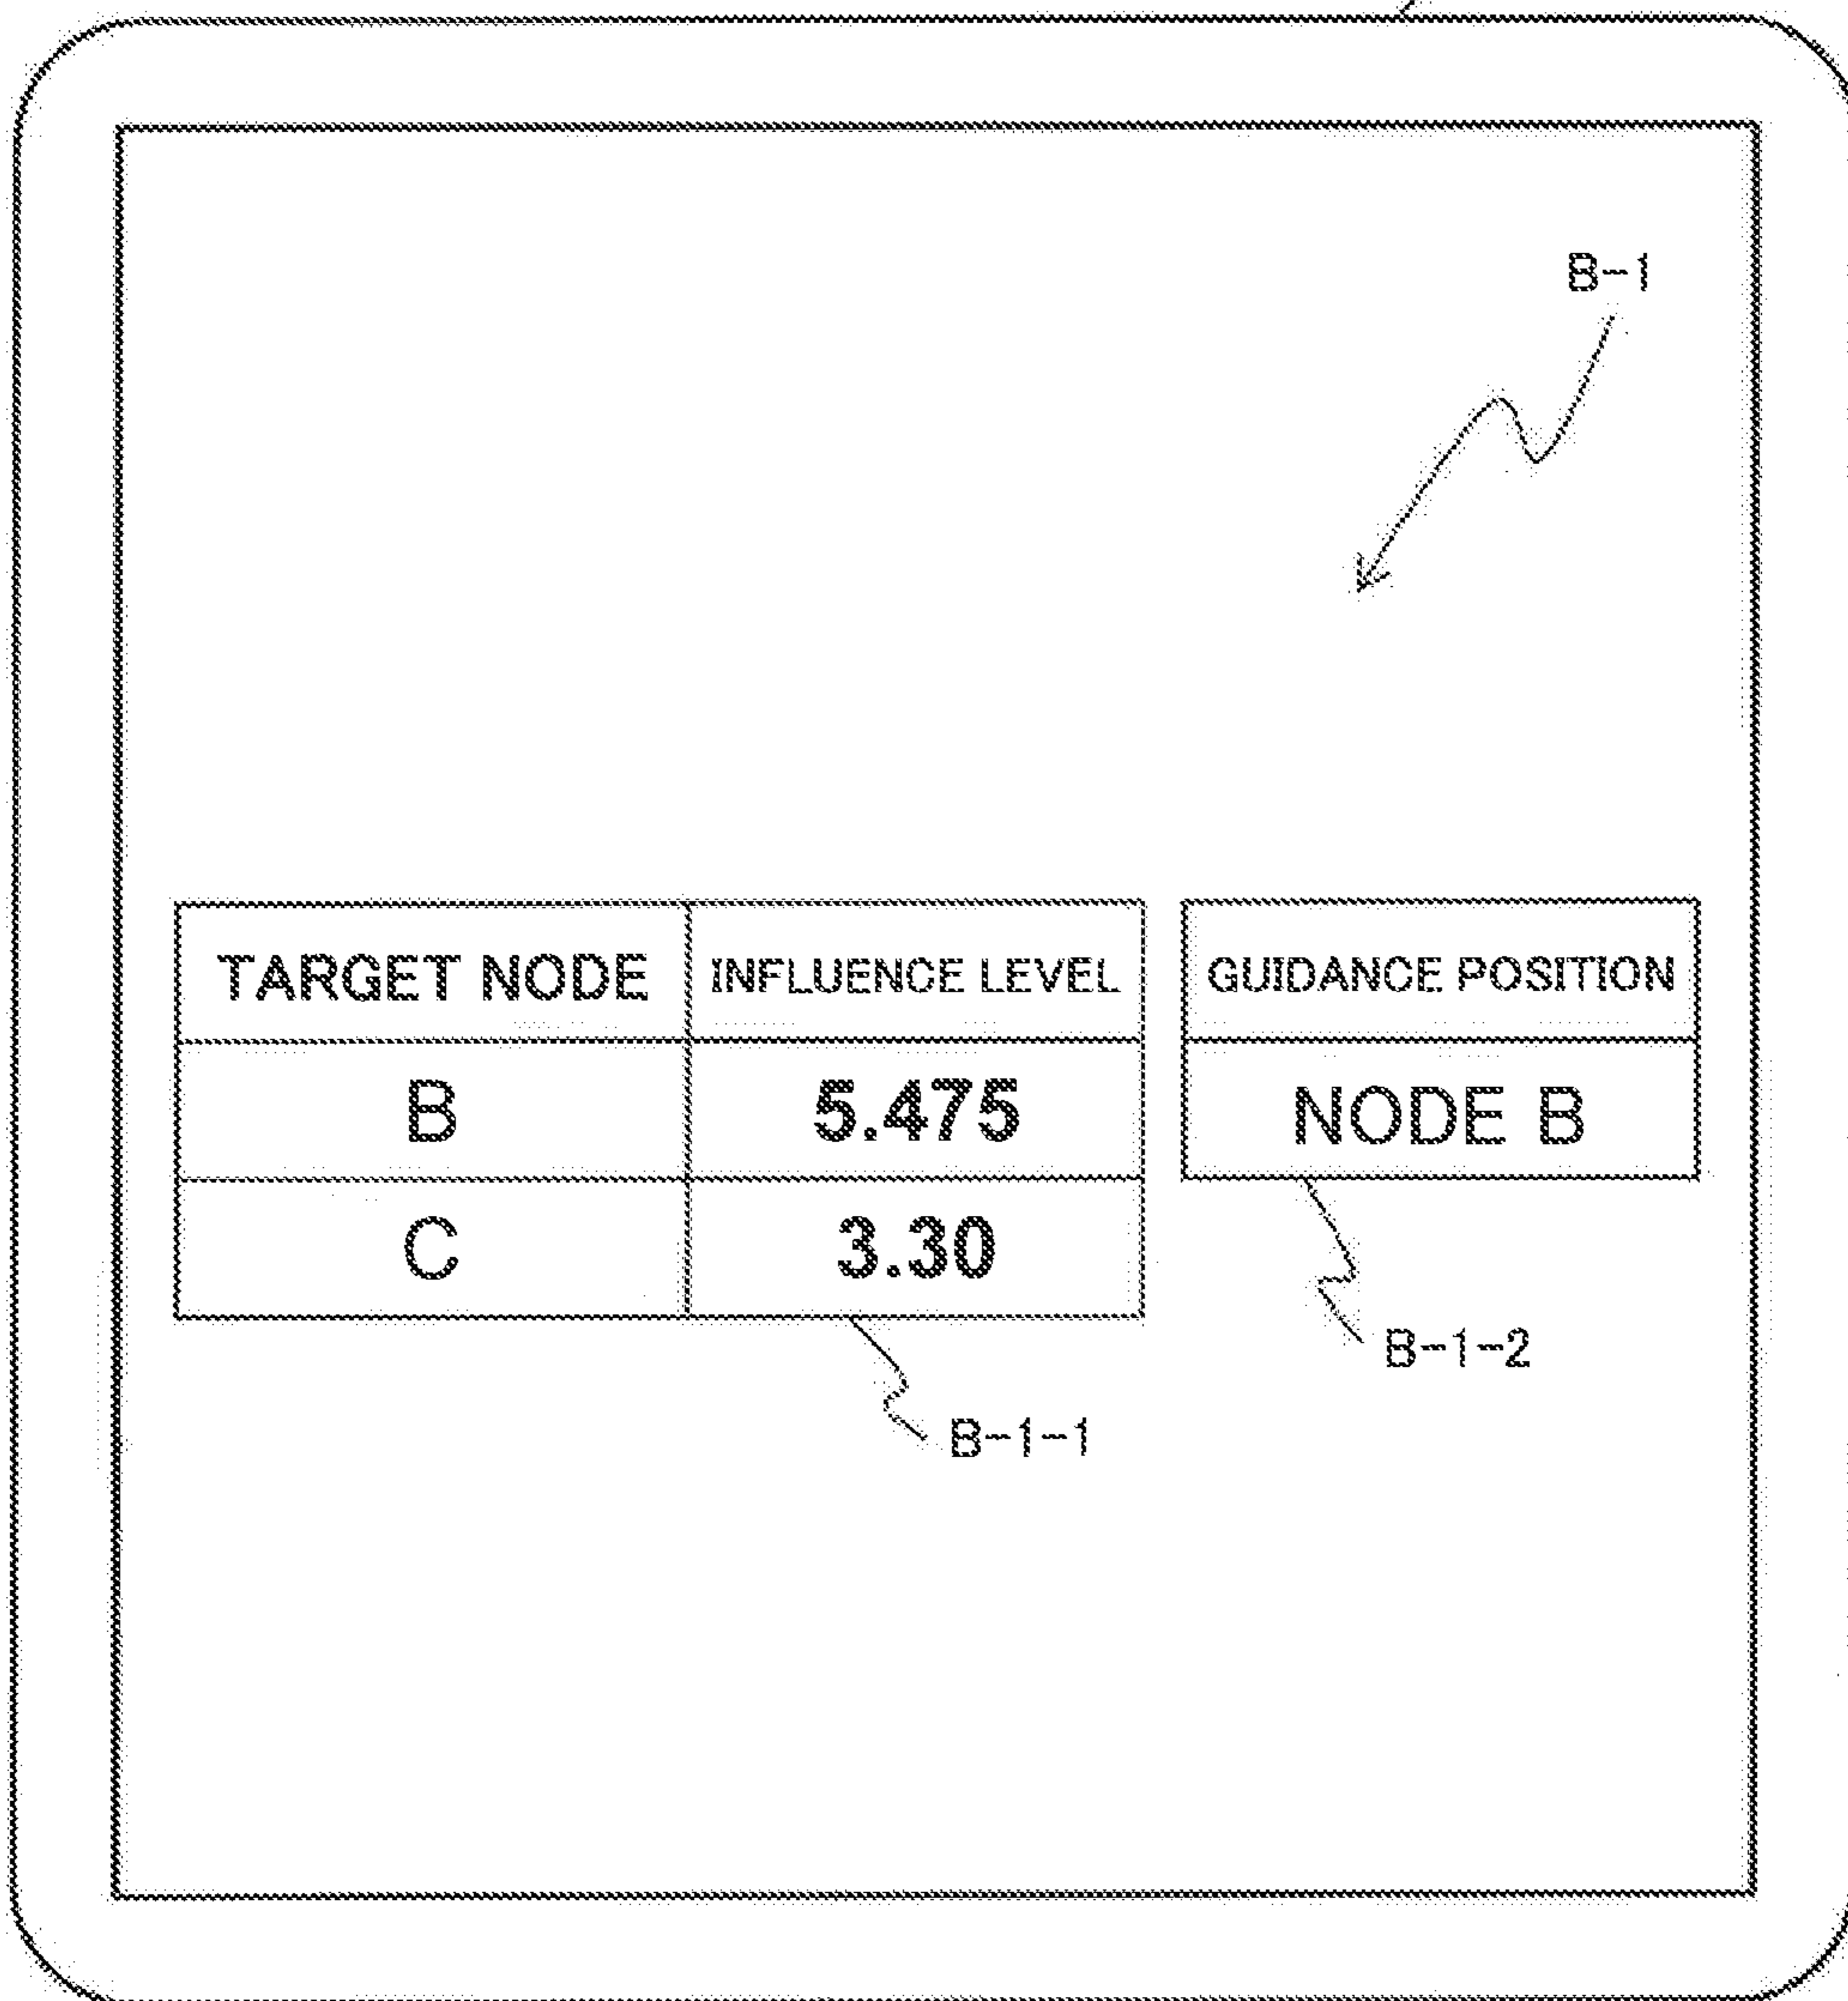 B-1
TARGET NODE INFLUENCE LEVEL GUIDANCE POSITION
B 5.475 NODE B
C 3.30
B-1-2
B-1-1